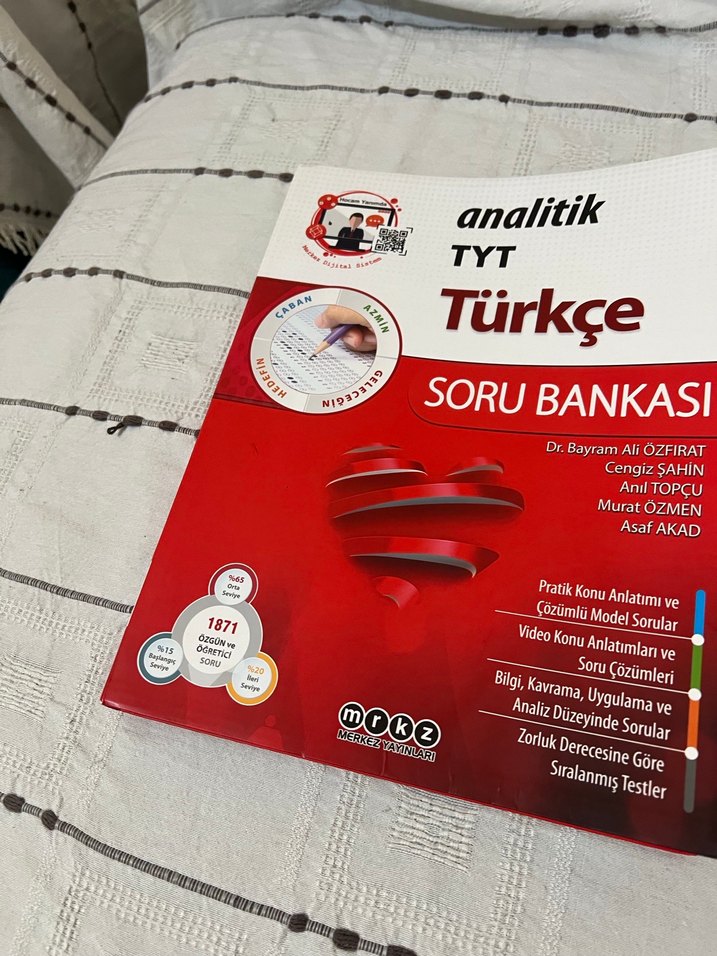 Hocam Yanımda
Merkez Dijital Sistem
analitik
TYT
Türkçe
SORU BANKASI
ÇABAN
AZMİN
GELECEĞİN
HEDEFİN
Dr. Bayram Ali ÖZFIRAT
Cengiz ŞAHİN
Anıl TOPÇU
Murat ÖZMEN
Asaf AKAD
Pratik Konu Anlatımı ve
Çözümlü Model Sorular
Video Konu Anlatımları ve
Soru Çözümleri
Bilgi, Kavrama, Uygulama ve
Analiz Düzeyinde Sorular
Zorluk Derecesine Göre
Sıralanmış Testler
%65
Orta
Seviye
1871
ÖZGÜN ve
ÖĞRETİCİ
SORU
%15
Başlangıç
Seviye
%20
İleri
Seviye
mrkz
MERKEZ YAYINLARI